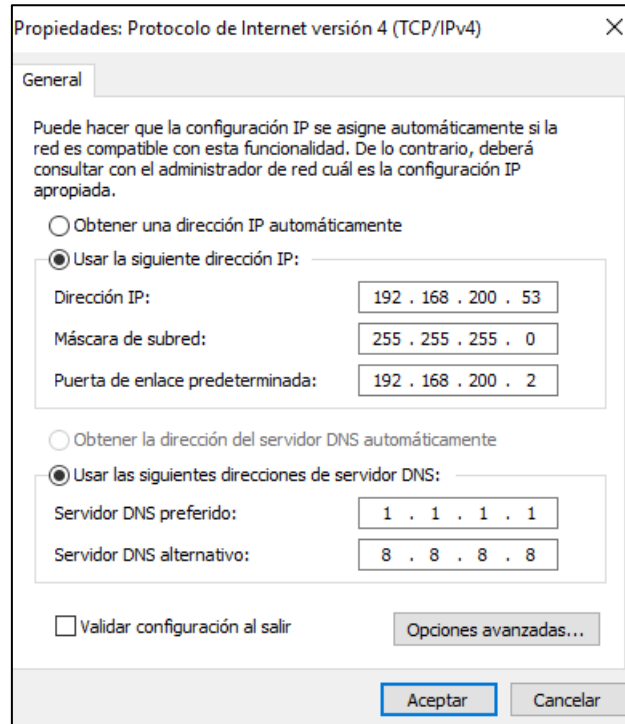 Propiedades: Protocolo de Internet versión 4 (TCP/IPv4)
General
Puede hacer que la configuración IP se asigne automáticamente si la
red es compatible con esta funcionalidad. De lo contrario, deberá
consultar con el administrador de red cuál es la configuración IP
apropiada.
Obtener una dirección IP automáticamente
Usar la siguiente dirección IP:
Dirección IP: 192 . 168 . 200 . 53
Máscara de subred: 255 . 255 . 255 . 0
Puerta de enlace predeterminada: 192 . 168 . 200 . 2
Obtener la dirección del servidor DNS automáticamente
Usar las siguientes direcciones de servidor DNS:
Servidor DNS preferido: 1 . 1 . 1 . 1
Servidor DNS alternativo: 8 . 8 . 8 . 8
Validar configuración al salir Opciones avanzadas...
Aceptar Cancelar